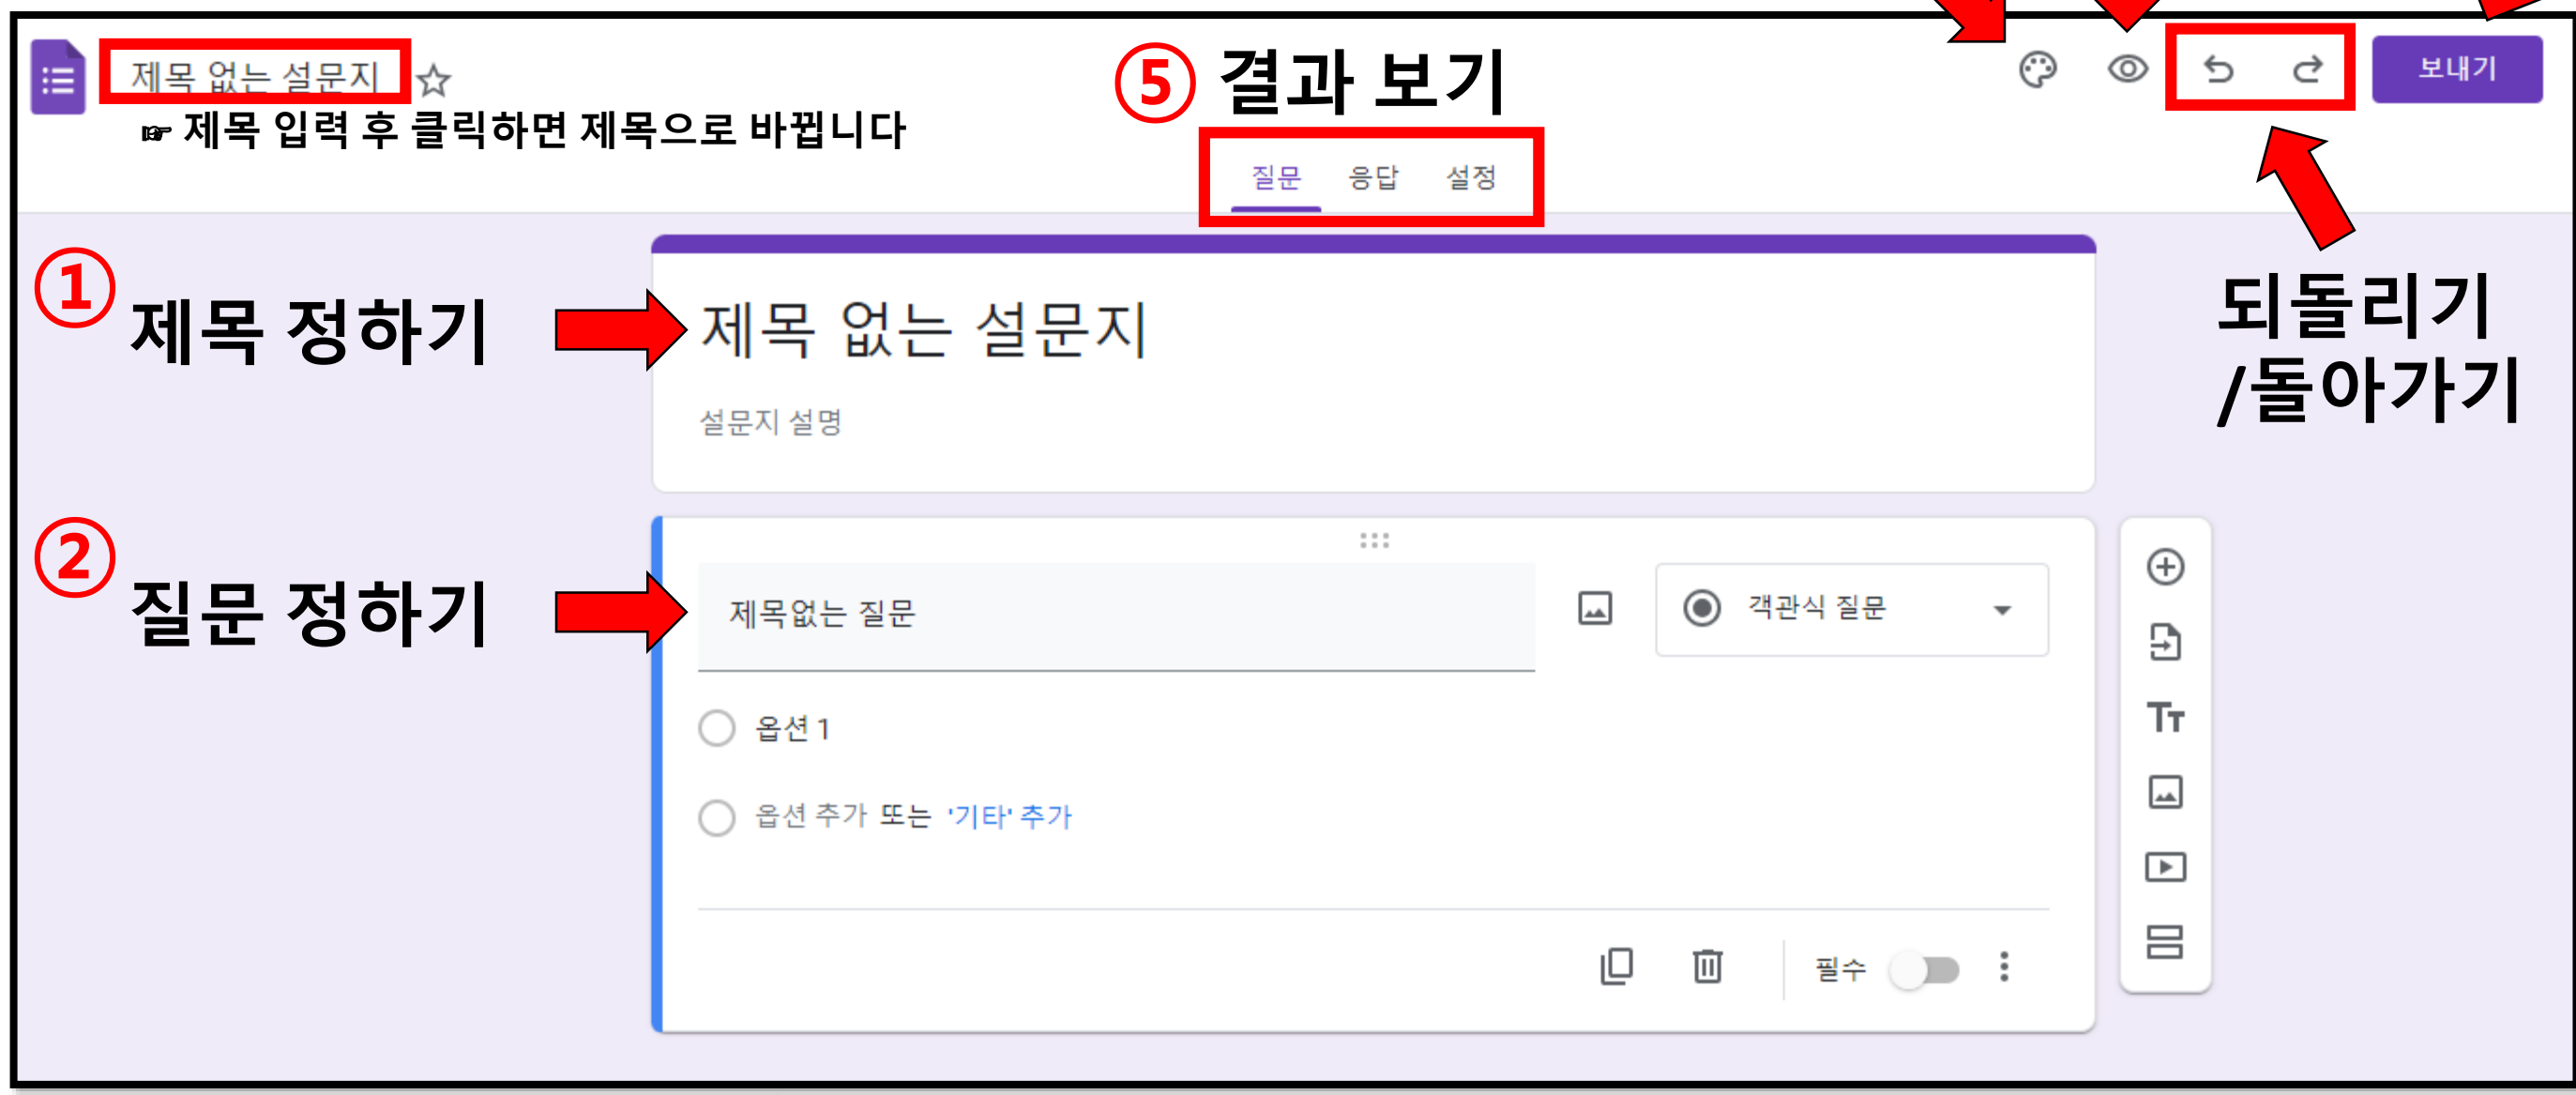 제목 없는 설문지
☞ 제목 입력 후 클릭하면 제목으로 바뀝니다
⑤ 결과 보기
보내기
질문 응답 설정
① 제목 정하기
제목 없는 설문지
설문지 설명
되돌리기
/돌아가기
② 질문 정하기
제목없는 질문
객관식 질문
옵션 1
옵션 추가 또는 '기타' 추가
필수